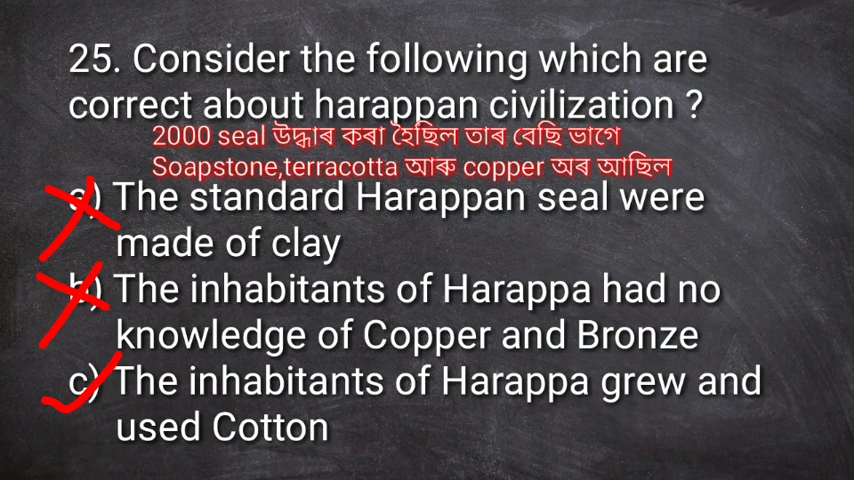 25. Consider the following which are
correct about harappan civilization ?
2000 seal উদ্ধাৰ কৰা হৈছিল তাৰ বেছি ভাগে
Soapstone,terracotta আৰু copper অৰ আছিল
a) The standard Harappan seal were
made of clay
b) The inhabitants of Harappa had no
knowledge of Copper and Bronze
c) The inhabitants of Harappa grew and
used Cotton